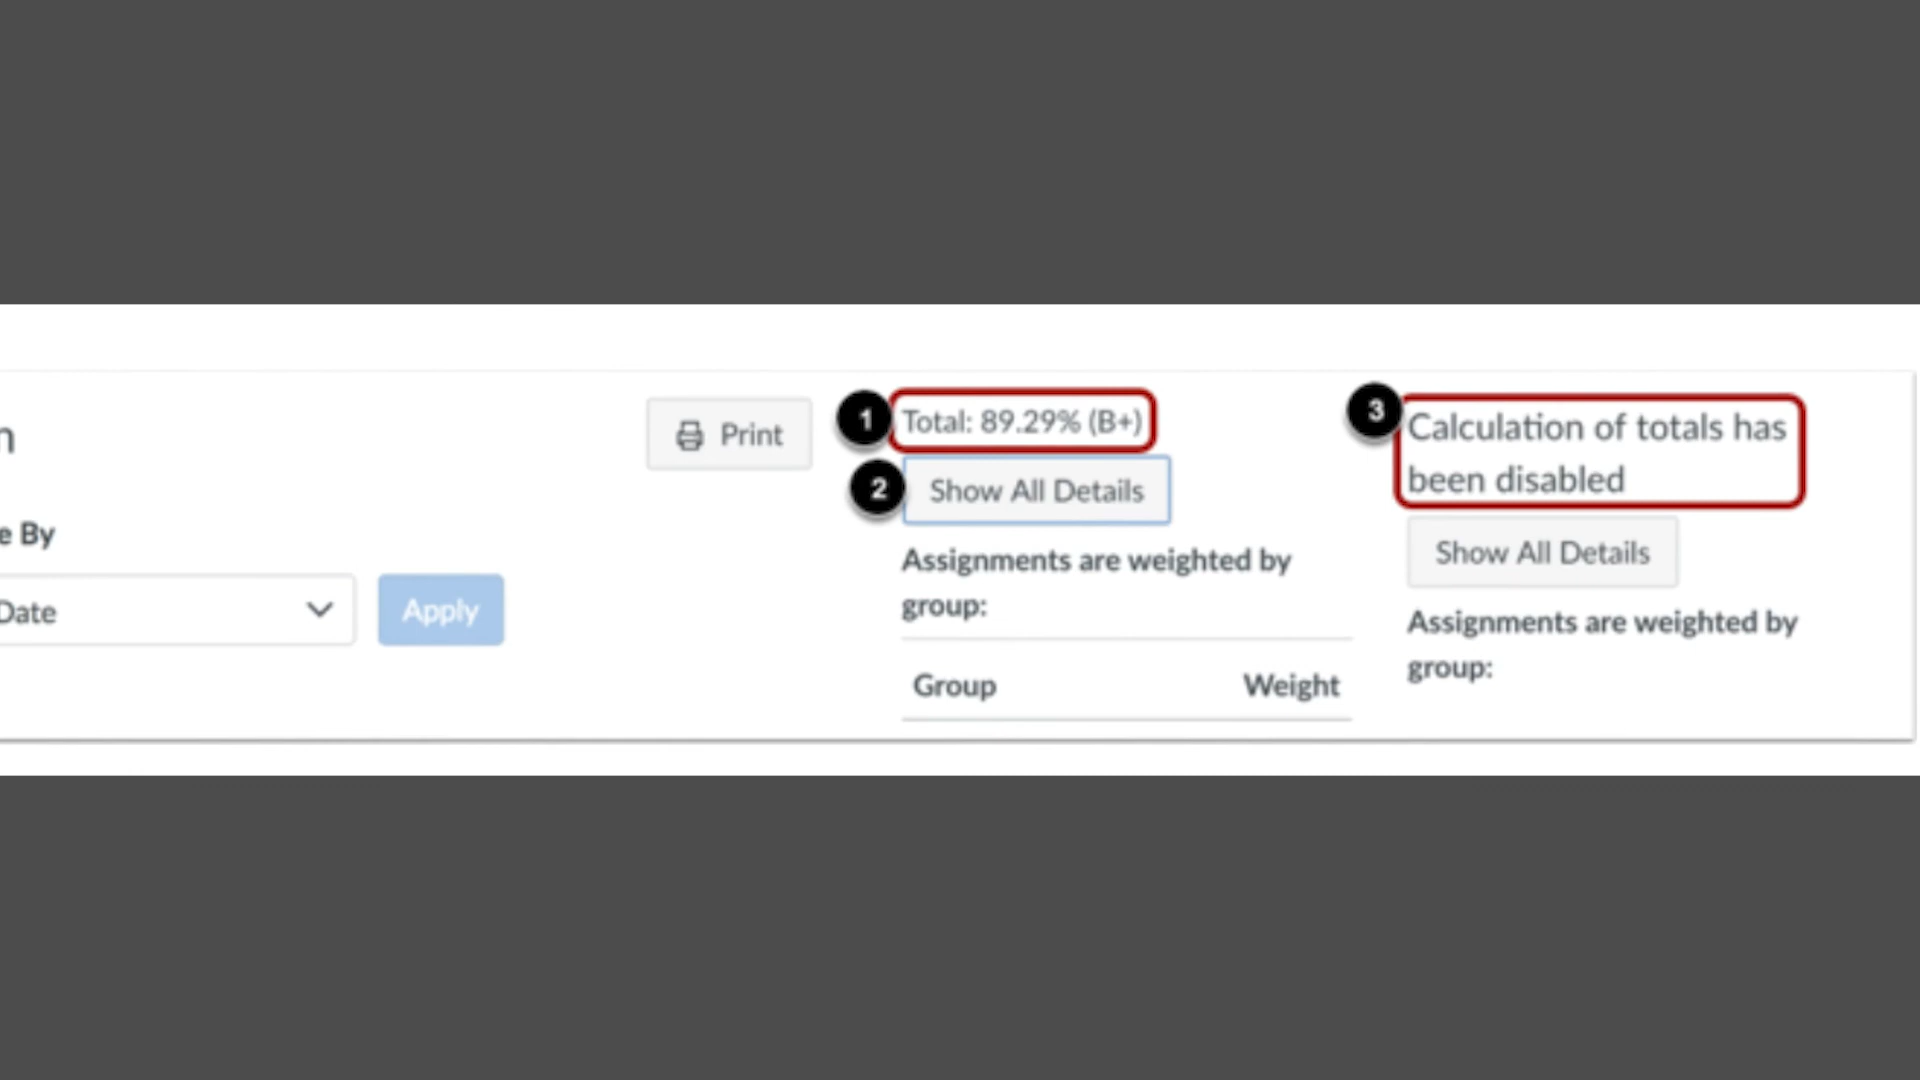 n
Print
1
Total: 89.29% (B+)
2
Show All Details
3
Calculation of totals has
been disabled
Show All Details
e By
Date
Apply
Assignments are weighted by
group:
Group Weight
Assignments are weighted by
group: